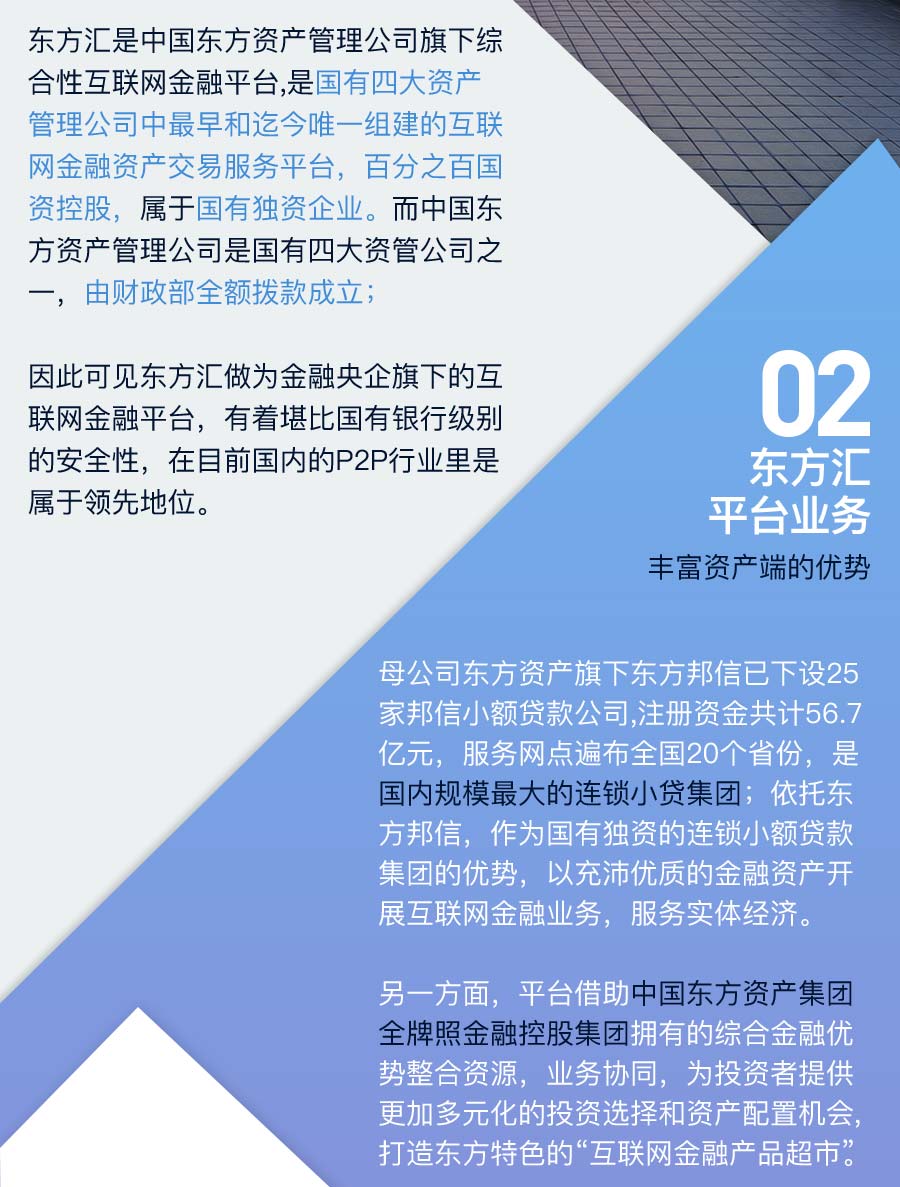 东方汇是中国东方资产管理公司旗下综
合性互联网金融平台,是国有四大资产
管理公司中最早和迄今唯一组建的互联
网金融资产交易服务平台，百分之百国
资控股，属于国有独资企业。而中国东
方资产管理公司是国有四大资管公司之
一，由财政部全额拨款成立；
因此可见东方汇做为金融央企旗下的互
联网金融平台，有着堪比国有银行级别
的安全性，在目前国内的P2P行业里是
属于领先地位。
02
东方汇
平台业务
丰富资产端的优势
母公司东方资产旗下东方邦信已下设25
家邦信小额贷款公司,注册资金共计56.7
亿元，服务网点遍布全国20个省份，是
国内规模最大的连锁小贷集团；依托东
方邦信，作为国有独资的连锁小额贷款
集团的优势，以充沛优质的金融资产开
展互联网金融业务，服务实体经济。
另一方面，平台借助中国东方资产集团
全牌照金融控股集团拥有的综合金融优
势整合资源，业务协同，为投资者提供
更加多元化的投资选择和资产配置机会,
打造东方特色的“互联网金融产品超市”。